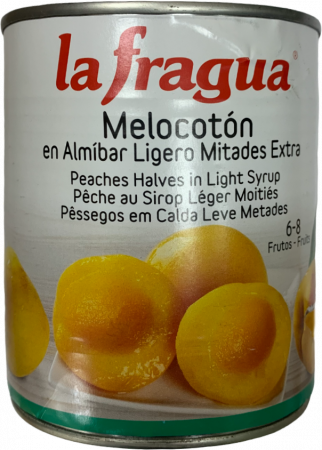 la fragua®
Melocotón
en Almíbar Ligero Mitades Extra
Peaches Halves in Light Syrup
Pêche au Sirop Léger Moitiés
Pêssegos em Calda Leve Metades
6-8
Frutos - Fruits